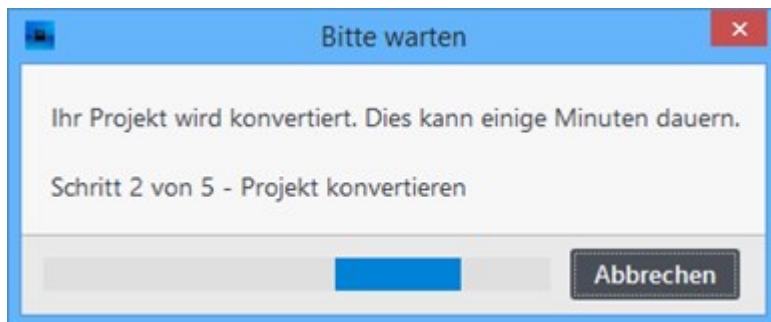 Bitte warten
Ihr Projekt wird konvertiert. Dies kann einige Minuten dauern.
Schritt 2 von 5 - Projekt konvertieren
Abbrechen